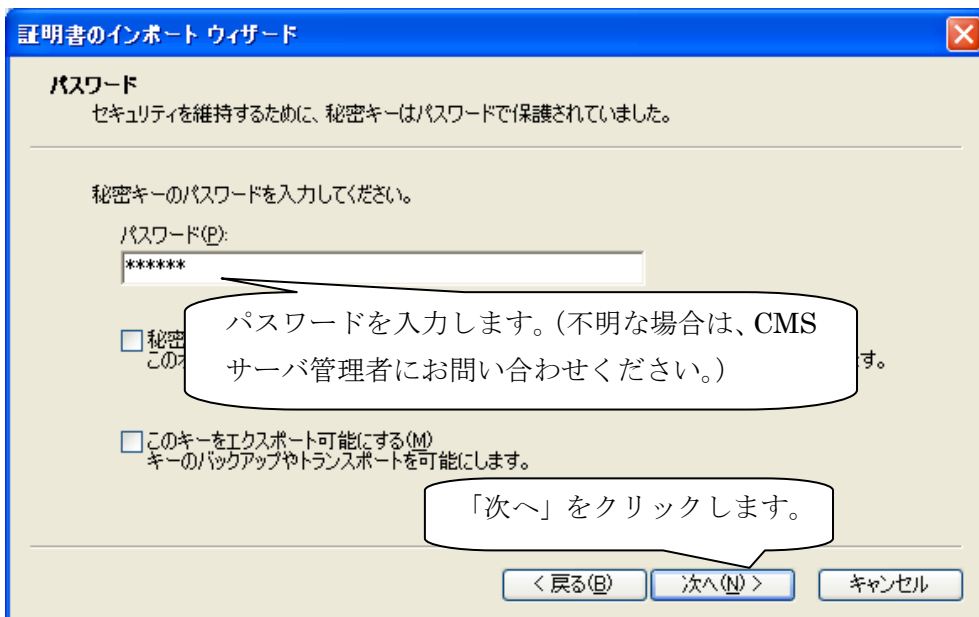 証明書のインポート ウィザード
パスワード
セキュリティを維持するために、秘密キーはパスワードで保護されていました。
秘密キーのパスワードを入力してください。
パスワード(P):
******
パスワードを入力します。(不明な場合は、CMS
サーバ管理者にお問い合わせください。)
秘密
この
す。
このキーをエクスポート可能にする(M)
キーのバックアップやトランスポートを可能にします。
「次へ」をクリックします。
< 戻る(B) 次へ(N) > キャンセル